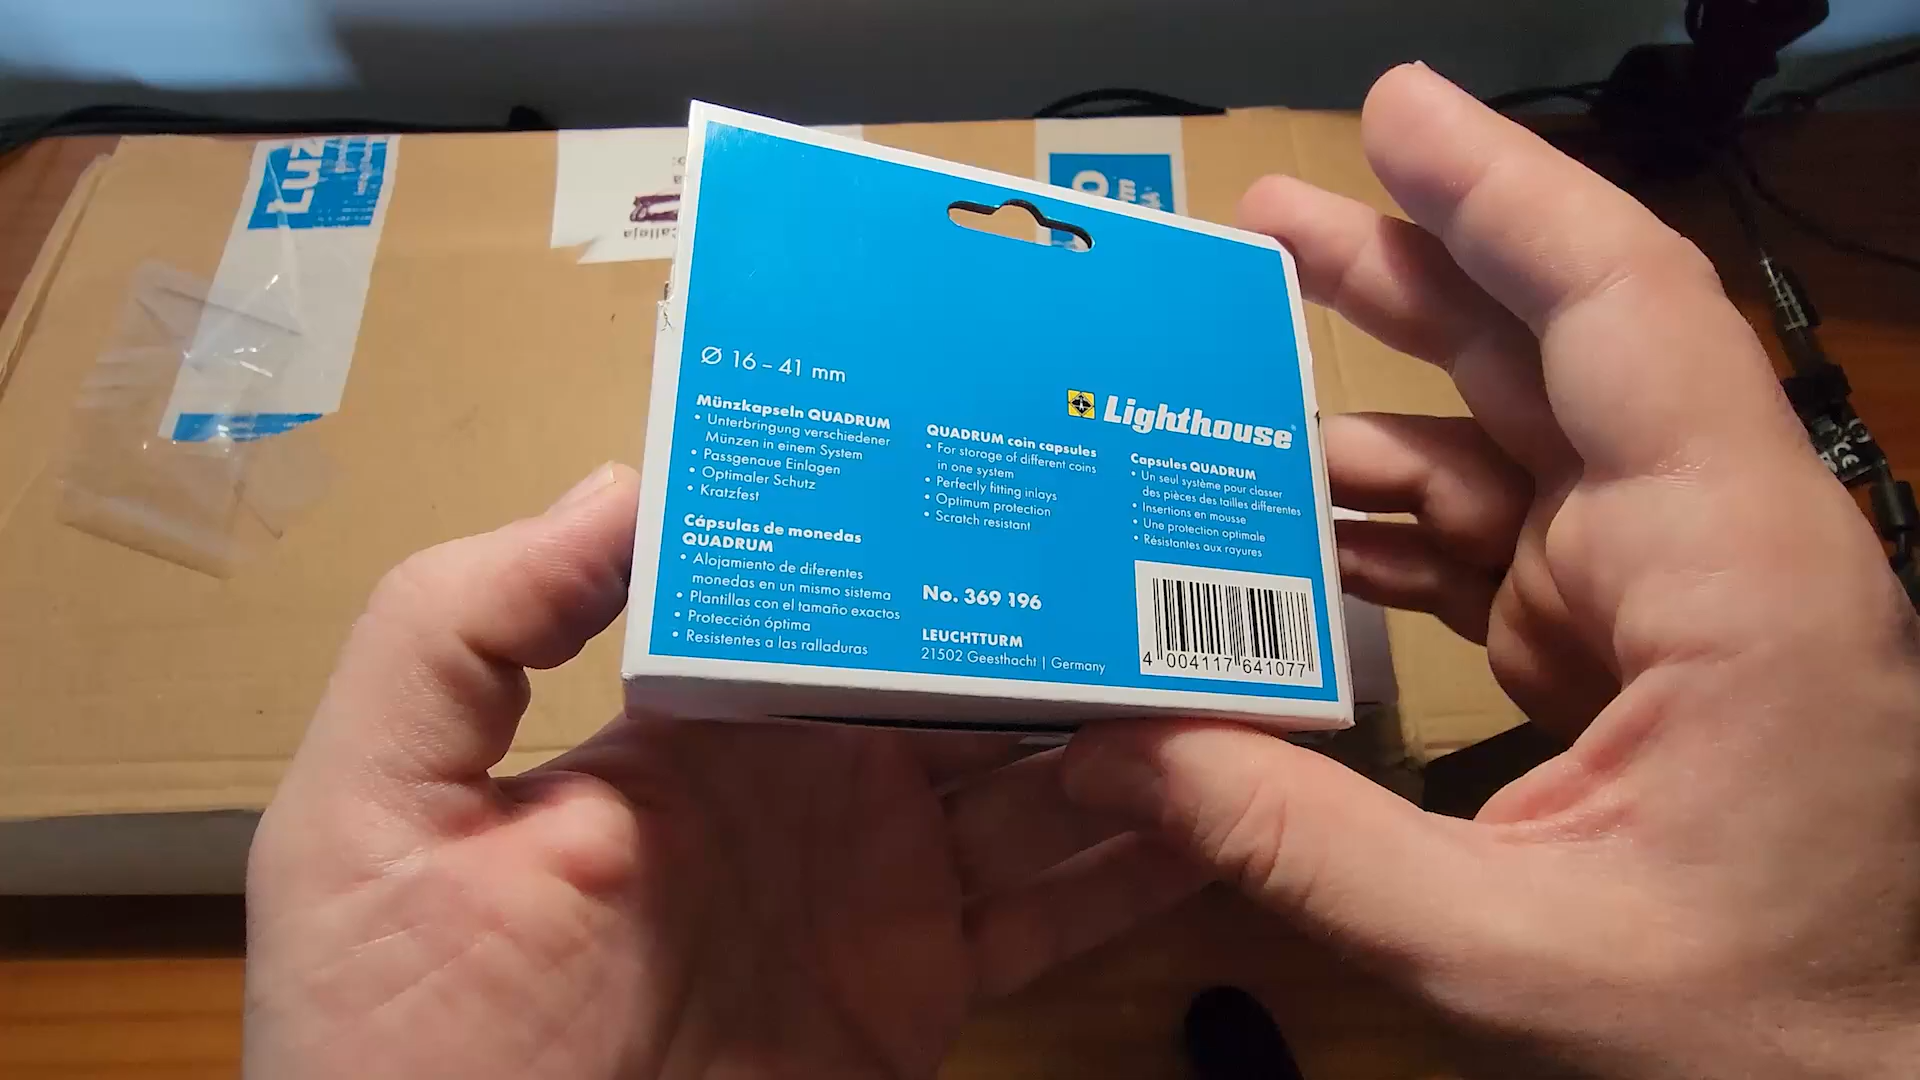 Luz
Calleja
Ø 16 – 41 mm
Lighthouse
Münzkapseln QUADRUM
• Unterbringung verschiedener
Münzen in einem System
• Passgenaue Einlagen
• Optimaler Schutz
• Kratzfest
Cápsulas de monedas
QUADRUM
• Alojamiento de diferentes
monedas en un mismo sistema
• Plantillas con el tamaño exactos
• Protección óptima
• Resistentes a las ralladuras
QUADRUM coin capsules
• For storage of different coins
in one system
• Perfectly fitting inlays
• Optimum protection
• Scratch resistant
No. 369 196
LEUCHTTURM
21502 Geesthacht | Germany
Capsules QUADRUM
• Un seul système pour classer
des pièces des tailles differentes
• Insertions en mousse
• Une protection optimale
• Résistantes aux rayures
4 004117 641077
CE